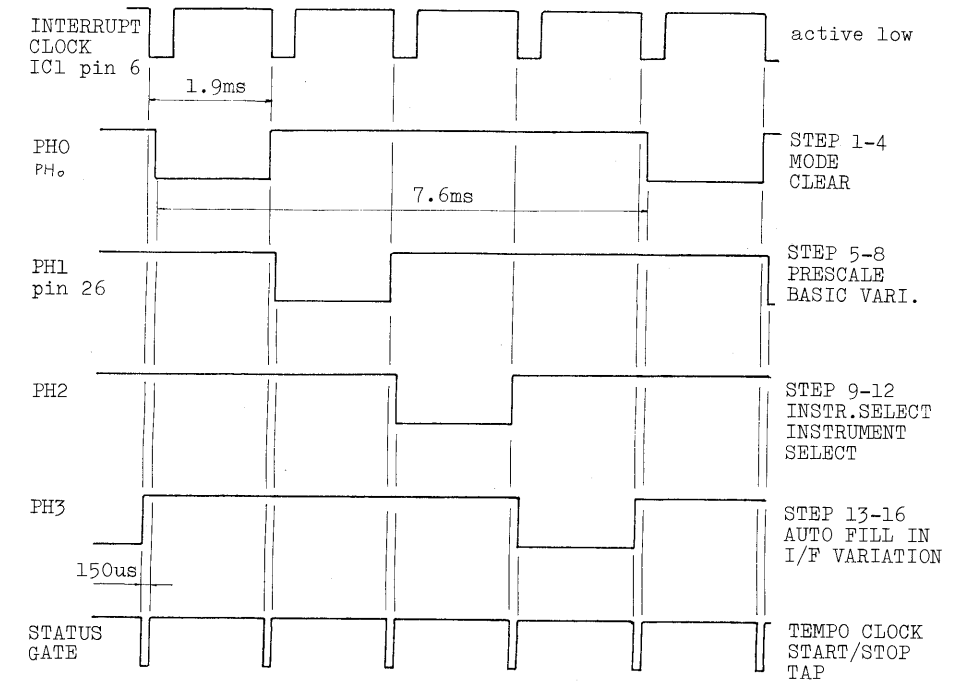 INTERRUPT
CLOCK
IC1 pin 6
active low
1.9ms
PH0
PH0
STEP 1-4
MODE
CLEAR
7.6ms
PH1
pin 26
STEP 5-8
PRESCALE
BASIC VARI.
PH2
STEP 9-12
INSTR.SELECT
INSTRUMENT
SELECT
PH3
STEP 13-16
AUTO FILL IN
I/F VARIATION
150us
STATUS
GATE
TEMPO CLOCK
START/STOP
TAP